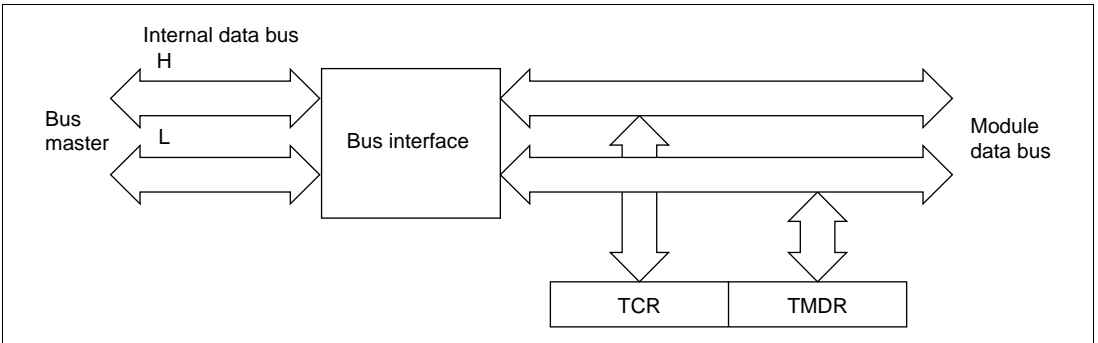 Internal data bus
H
Bus
master
L
Bus interface
Module
data bus
TCR
TMDR